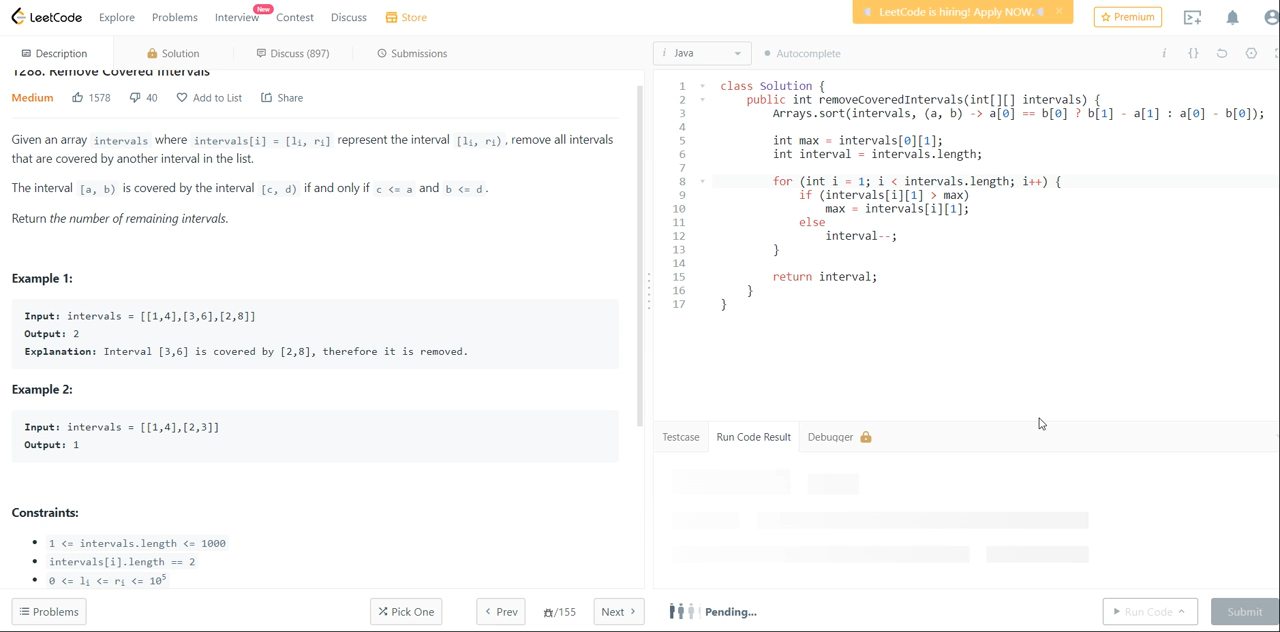 LeetCode Explore Problems Interview New Contest Discuss Store LeetCode is hiring! Apply NOW. × Premium
Description Solution Discuss (897) Submissions
1288. Remove Covered Intervals
Medium 1578 40 Add to List Share
Given an array intervals where intervals[i] = [lᵢ, rᵢ] represent the interval [lᵢ, rᵢ), remove all intervals
that are covered by another interval in the list.
The interval [a, b) is covered by the interval [c, d) if and only if c <= a and b <= d.
Return the number of remaining intervals.
Example 1:
Input: intervals = [[1,4],[3,6],[2,8]]
Output: 2
Explanation: Interval [3,6] is covered by [2,8], therefore it is removed.
Example 2:
Input: intervals = [[1,4],[2,3]]
Output: 1
Constraints:
1 <= intervals.length <= 1000
intervals[i].length == 2
0 <= lᵢ <= rᵢ <= 10⁵
Problems Pick One Prev /155 Next
i Java Autocomplete i {}
1 class Solution {
2 public int removeCoveredIntervals(int[][] intervals) {
3 Arrays.sort(intervals, (a, b) -> a[0] == b[0] ? b[1] - a[1] : a[0] - b[0]);
4
5 int max = intervals[0][1];
6 int interval = intervals.length;
7
8 for (int i = 1; i < intervals.length; i++) {
9 if (intervals[i][1] > max)
10 max = intervals[i][1];
11 else
12 interval--;
13 }
14
15 return interval;
16 }
17 }
Testcase Run Code Result Debugger
Pending... Run Code Submit